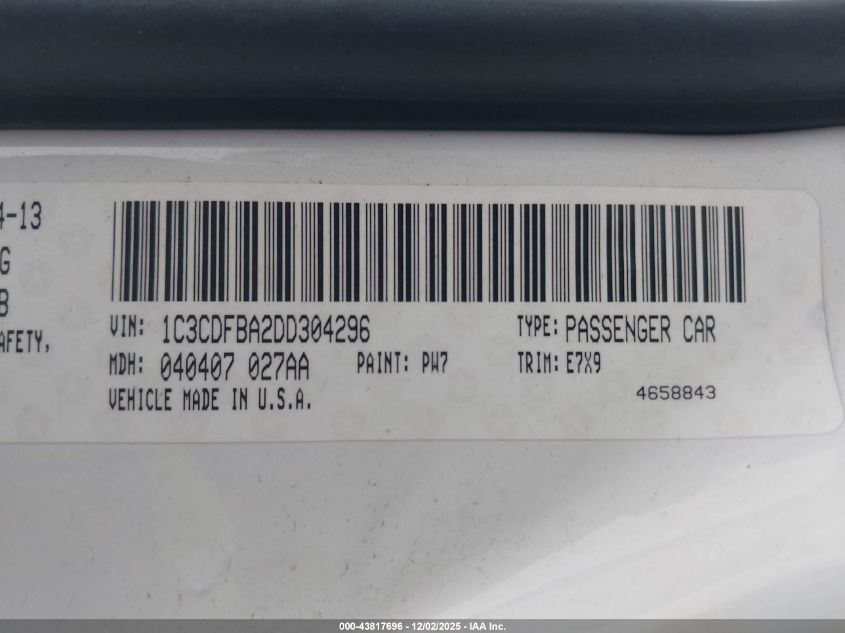 4-13
G
B
AFETY,
VIN: 1C3CDFBA2DD304296
TYPE: PASSENGER CAR
MDH: 040407 027AA
PAINT: PW7
TRIM: E7X9
VEHICLE MADE IN U.S.A.
4658843
000-43817696 - 12/02/2025 - IAA Inc.